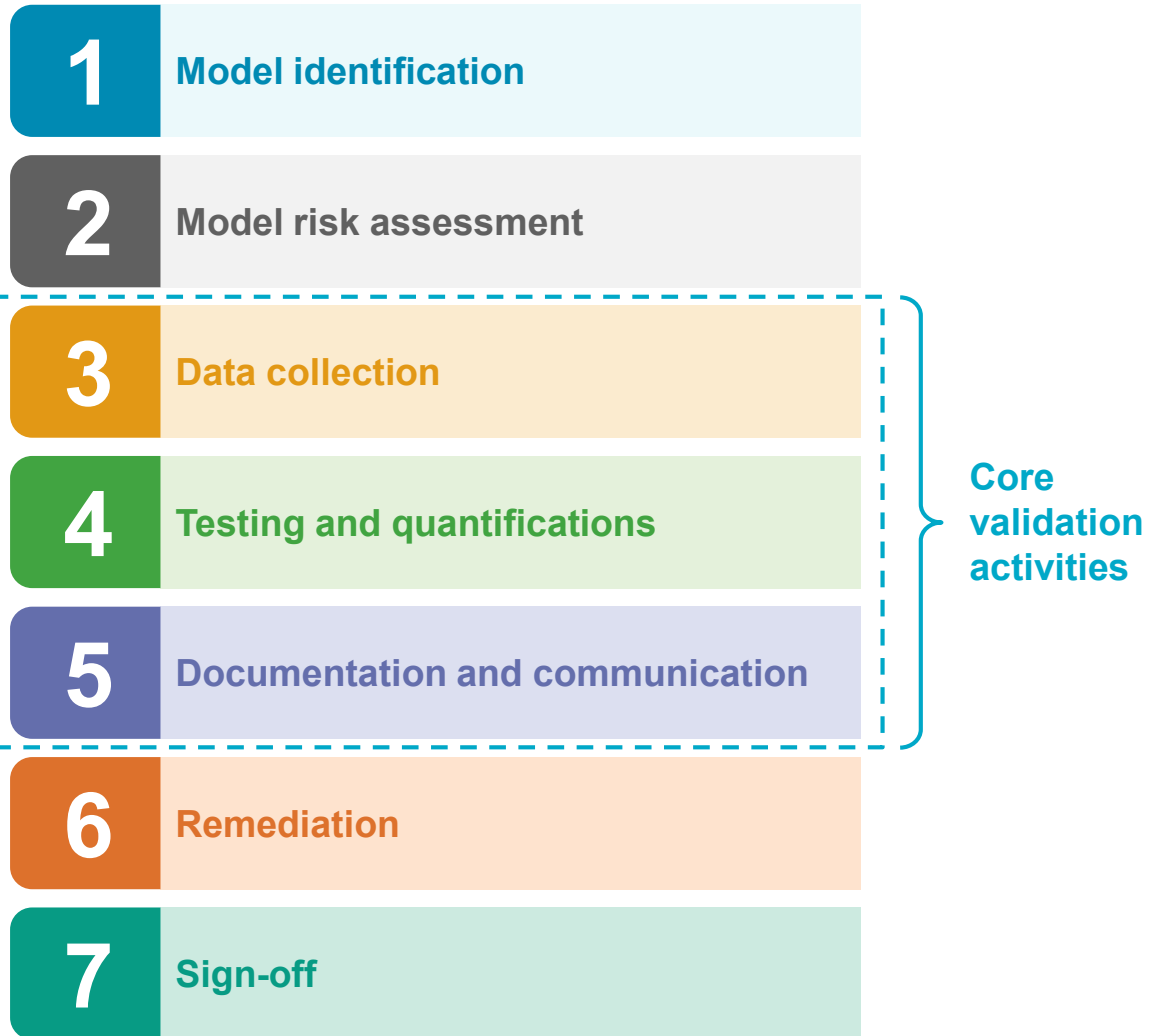 1
Model identification
2
Model risk assessment
3
Data collection
4
Testing and quantifications
5
Documentation and communication
Core
validation
activities
6
Remediation
7
Sign-off